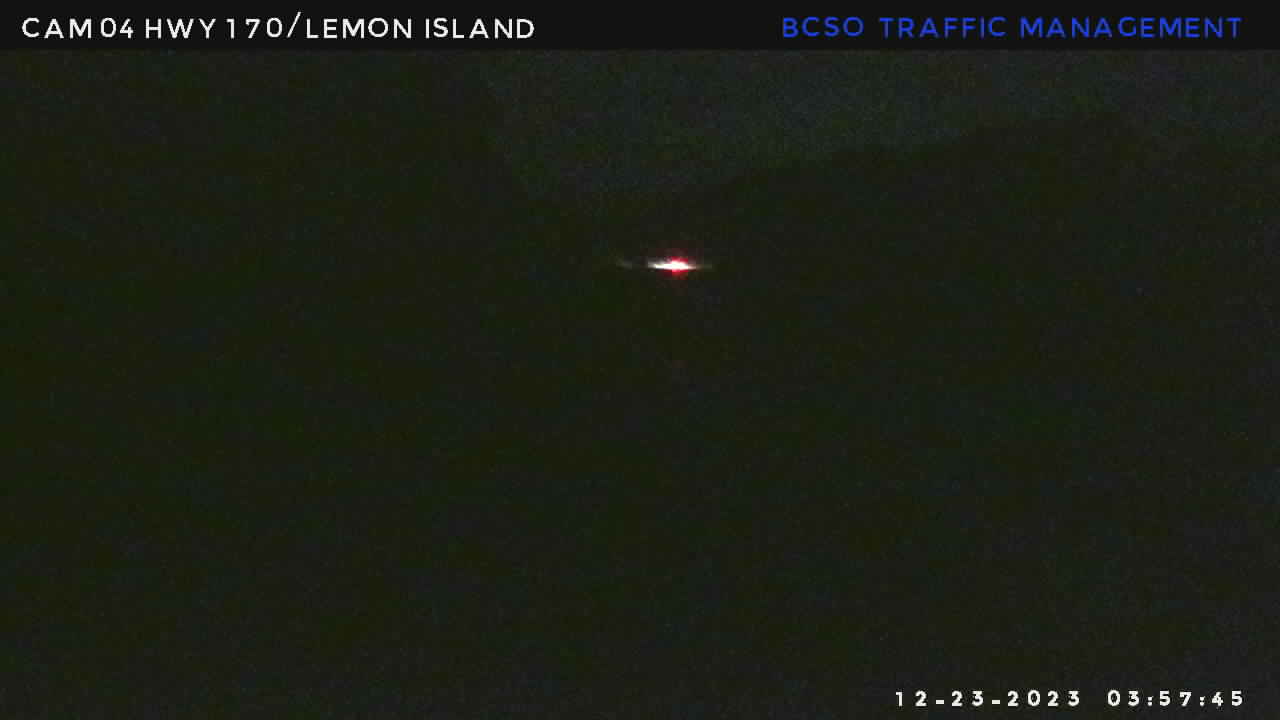 CAM04 HWY 170/LEMON ISLAND
BCSO TRAFFIC MANAGEMENT
12-23-2023 03:57:45